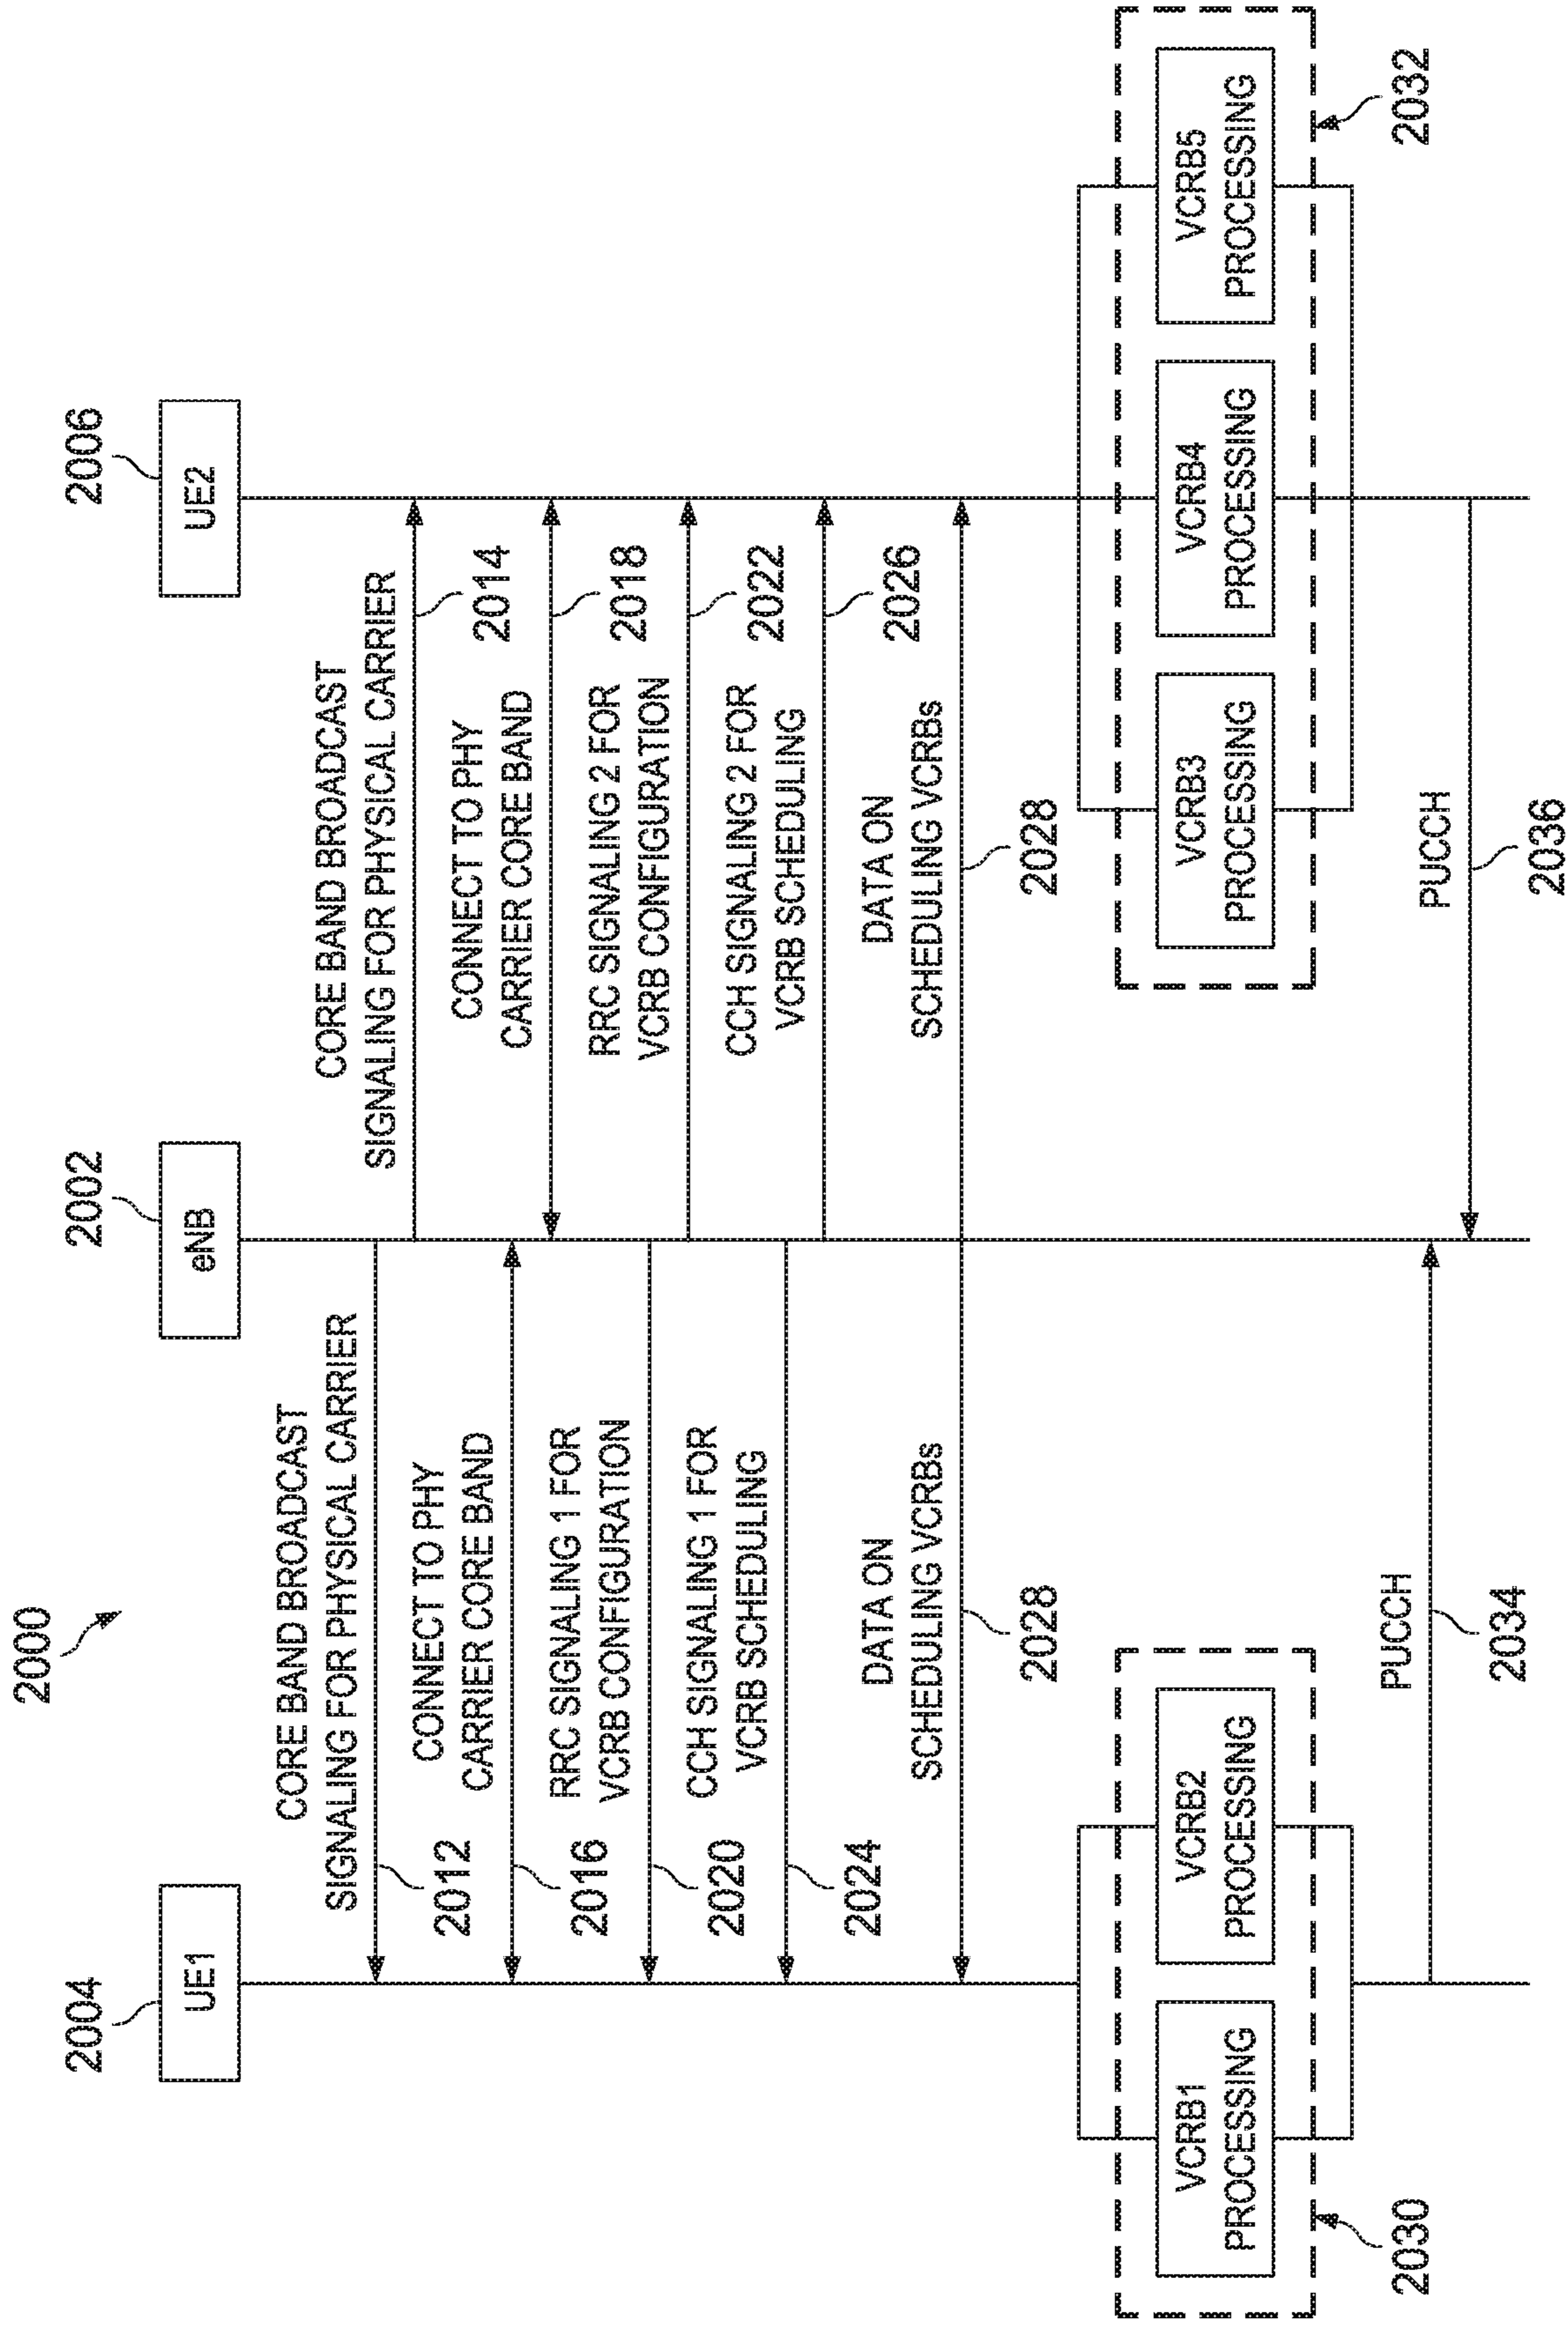 2000
2004
2002
2006
UE1
eNB
UE2
CORE BAND BROADCAST
SIGNALING FOR PHYSICAL CARRIER
2012
CORE BAND BROADCAST
SIGNALING FOR PHYSICAL CARRIER
2014
CONNECT TO PHY
CARRIER CORE BAND
2016
CONNECT TO PHY
CARRIER CORE BAND
2018
RRC SIGNALING 1 FOR
VCRB CONFIGURATION
2020
RRC SIGNALING 2 FOR
VCRB CONFIGURATION
2022
CCH SIGNALING 1 FOR
VCRB SCHEDULING
2024
CCH SIGNALING 2 FOR
VCRB SCHEDULING
2026
DATA ON
SCHEDULING VCRBs
2028
DATA ON
SCHEDULING VCRBs
2028
VCRB1
PROCESSING
VCRB2
PROCESSING
VCRB3
PROCESSING
VCRB4
PROCESSING
VCRB5
PROCESSING
2030
2032
PUCCH
2034
PUCCH
2036